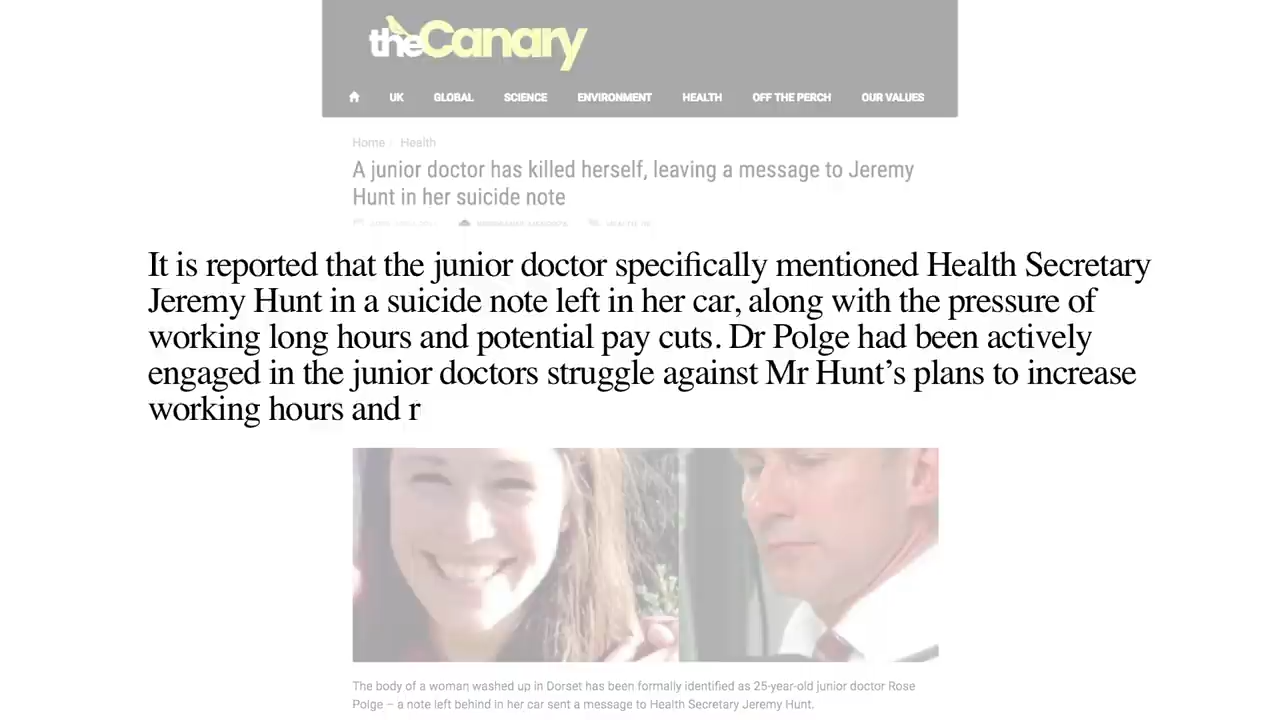 theCanary
UK GLOBAL SCIENCE ENVIRONMENT HEALTH OFF THE PERCH OUR VALUES
Home / Health
A junior doctor has killed herself, leaving a message to Jeremy
Hunt in her suicide note
It is reported that the junior doctor specifically mentioned Health Secretary
Jeremy Hunt in a suicide note left in her car, along with the pressure of
working long hours and potential pay cuts. Dr Polge had been actively
engaged in the junior doctors struggle against Mr Hunt’s plans to increase
working hours and r
The body of a woman washed up in Dorset has been formally identified as 25-year-old junior doctor Rose
Polge – a note left behind in her car sent a message to Health Secretary Jeremy Hunt.